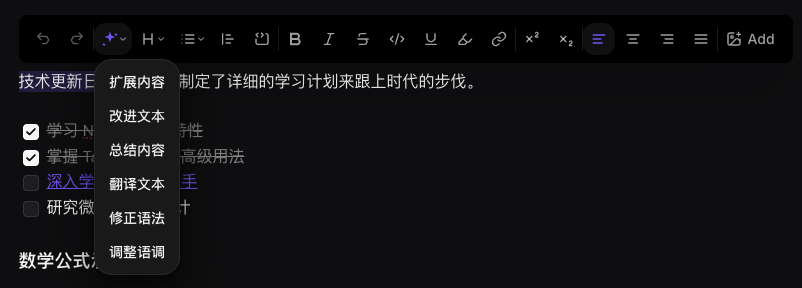 B I S U x² x₂ Add
技术更新日 制定了详细的学习计划来跟上时代的步伐。
扩展内容
改进文本
总结内容
翻译文本
修正语法
调整语调
学习 N 特性
掌握 Ta 高级用法
深入学 手
研究微 计
数学公式